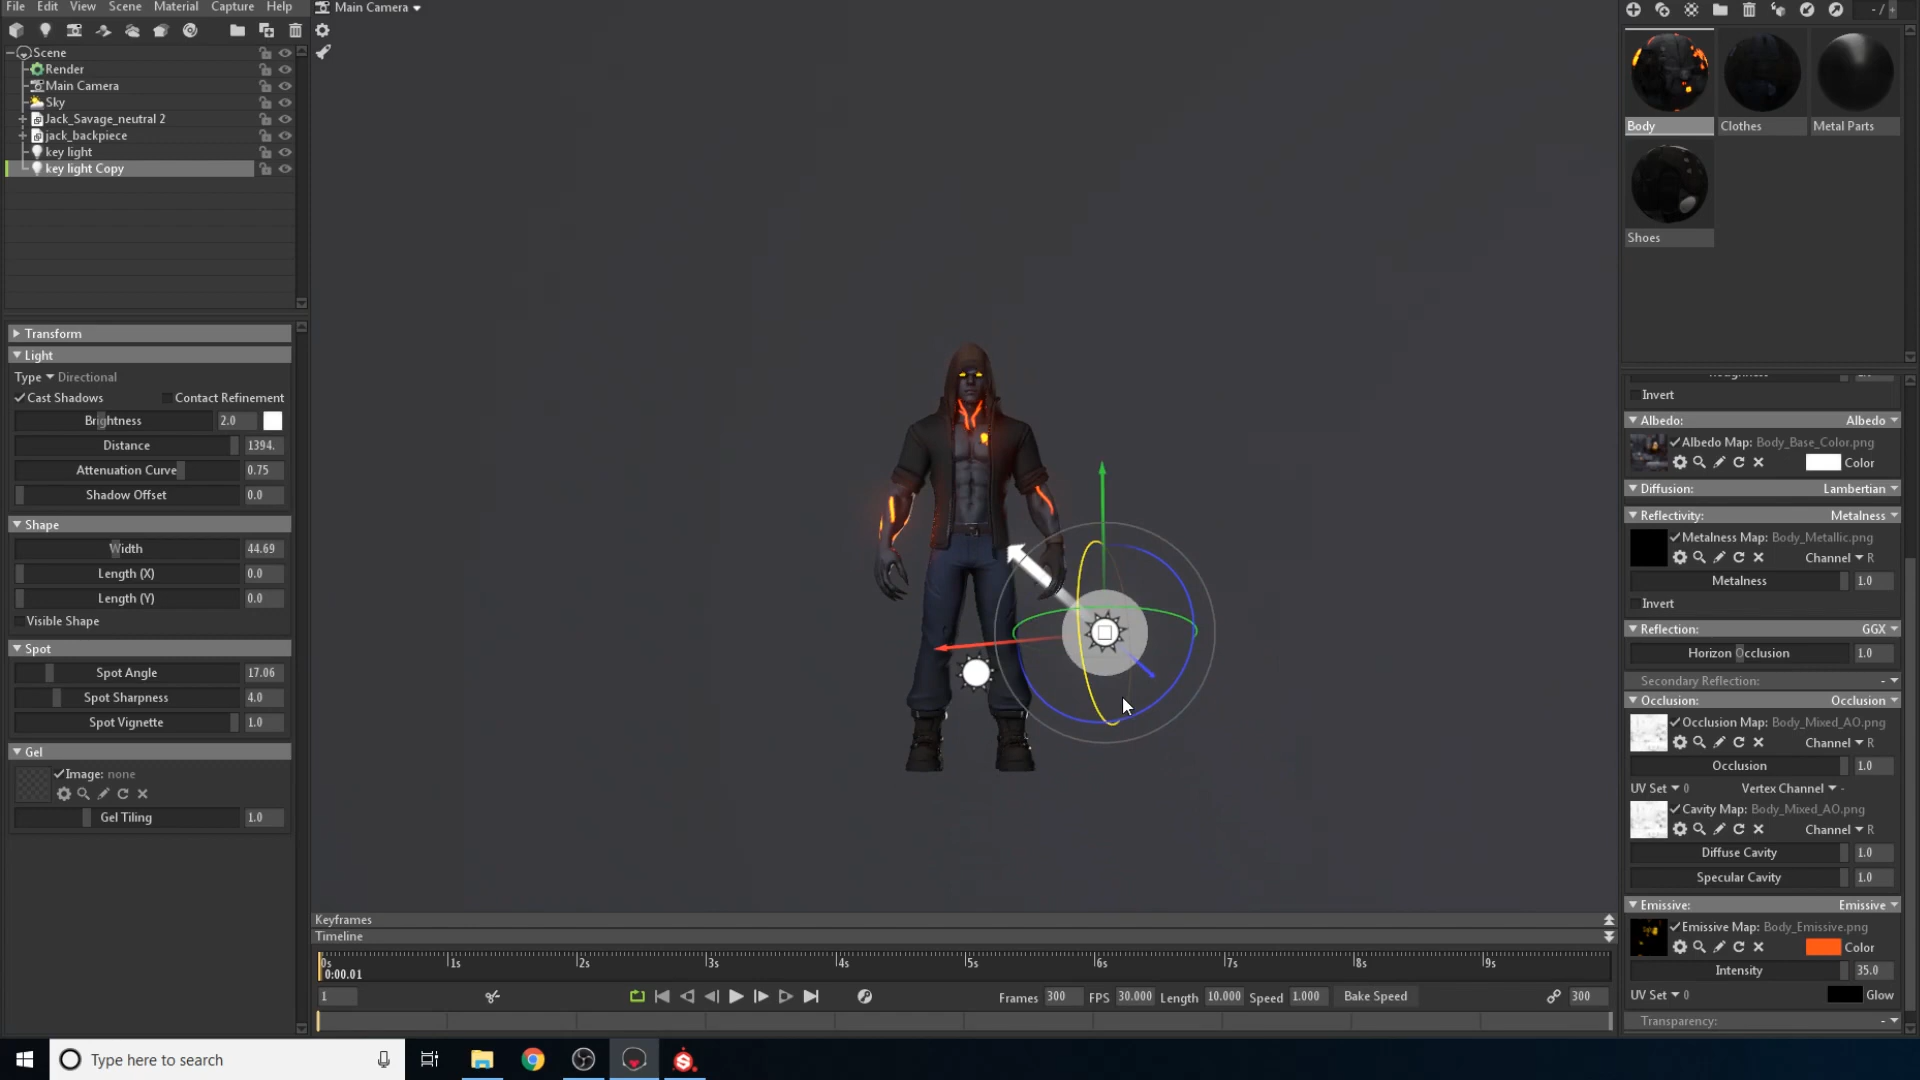 File Edit View Scene Material Capture Help
Main Camera
Scene
Render
Main Camera
Sky
Jack_Savage_neutral 2
jack_backpiece
key light
key light Copy
Transform
Light
Type Directional
Cast Shadows Contact Refinement
Brightness 2.0
Distance 1394.
Attenuation Curve 0.75
Shadow Offset 0.0
Shape
Width 44.69
Length (X) 0.0
Length (Y) 0.0
Visible Shape
Spot
Spot Angle 17.06
Spot Sharpness 4.0
Spot Vignette 1.0
Gel
Image: none
Gel Tiling 1.0
Keyframes
Timeline
0s 1s 2s 3s 4s 5s 6s 7s 8s 9s
0:00.01
1 Frames 300 FPS 30.000 Length 10.000 Speed 1.000 Bake Speed 300
Body Clothes Metal Parts
Shoes
Invert
Albedo: Albedo
Albedo Map: Body_Base_Color.png
Color
Diffusion: Lambertian
Reflectivity: Metalness
Metalness Map: Body_Metallic.png
Channel R
Metalness 1.0
Invert
Reflection: GGX
Horizon Occlusion 1.0
Secondary Reflection: -
Occlusion: Occlusion
Occlusion Map: Body_Mixed_AO.png
Channel R
Occlusion 1.0
UV Set 0 Vertex Channel -
Cavity Map: Body_Mixed_AO.png
Channel R
Diffuse Cavity 1.0
Specular Cavity 1.0
Emissive: Emissive
Emissive Map: Body_Emissive.png
Color
Intensity 35.0
UV Set 0 Glow
Transparency: -
Type here to search